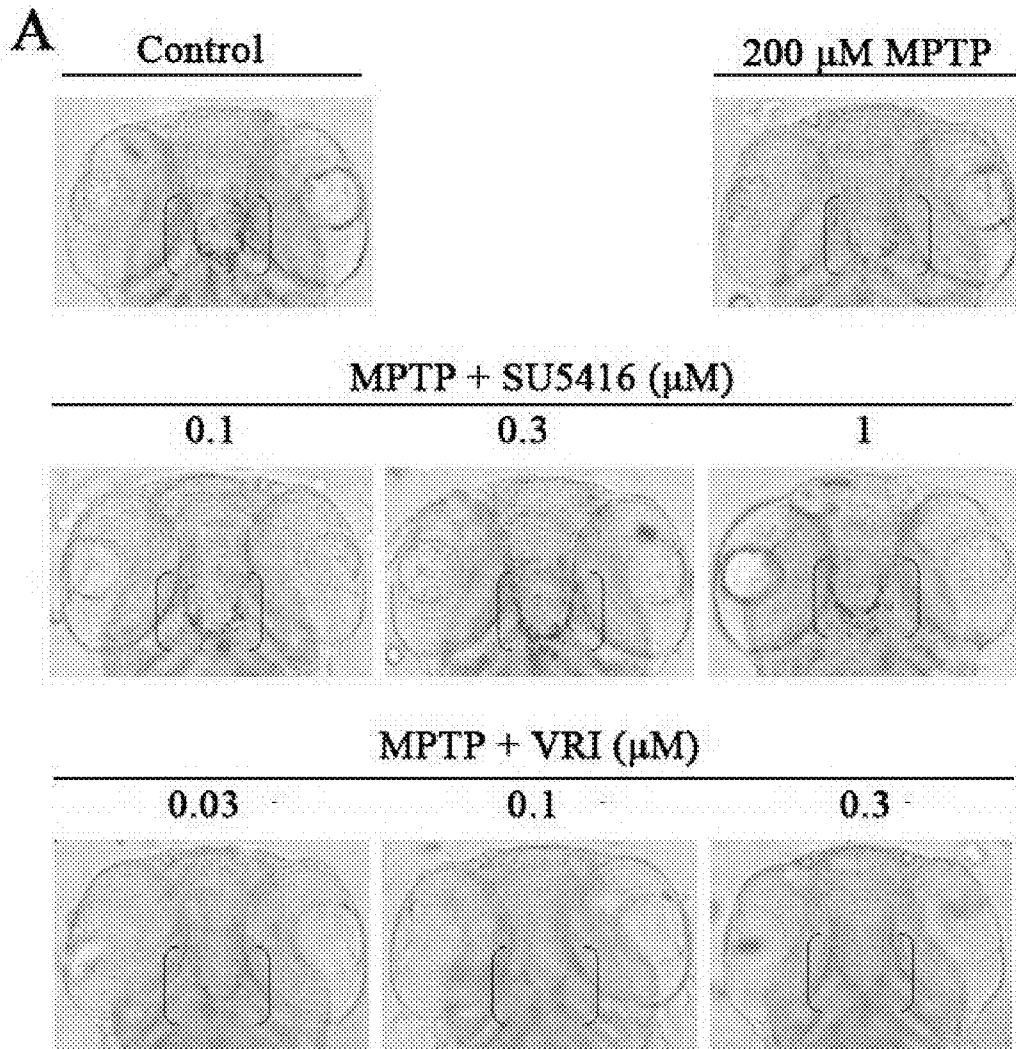 A
Control 200 μM MPTP
MPTP + SU5416 (μM)
0.1 0.3 1
MPTP + VRI (μM)
0.03 0.1 0.3